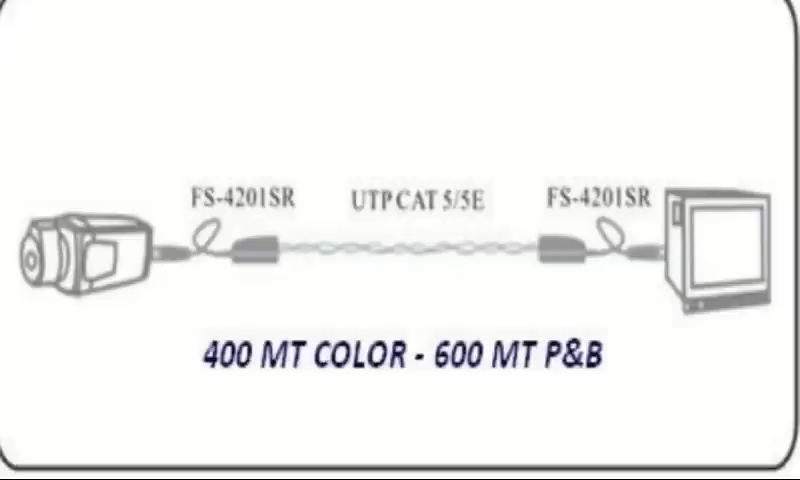 FS-4201SR UTP CAT 5/5E FS-4201SR
400 MT COLOR - 600 MT P&B